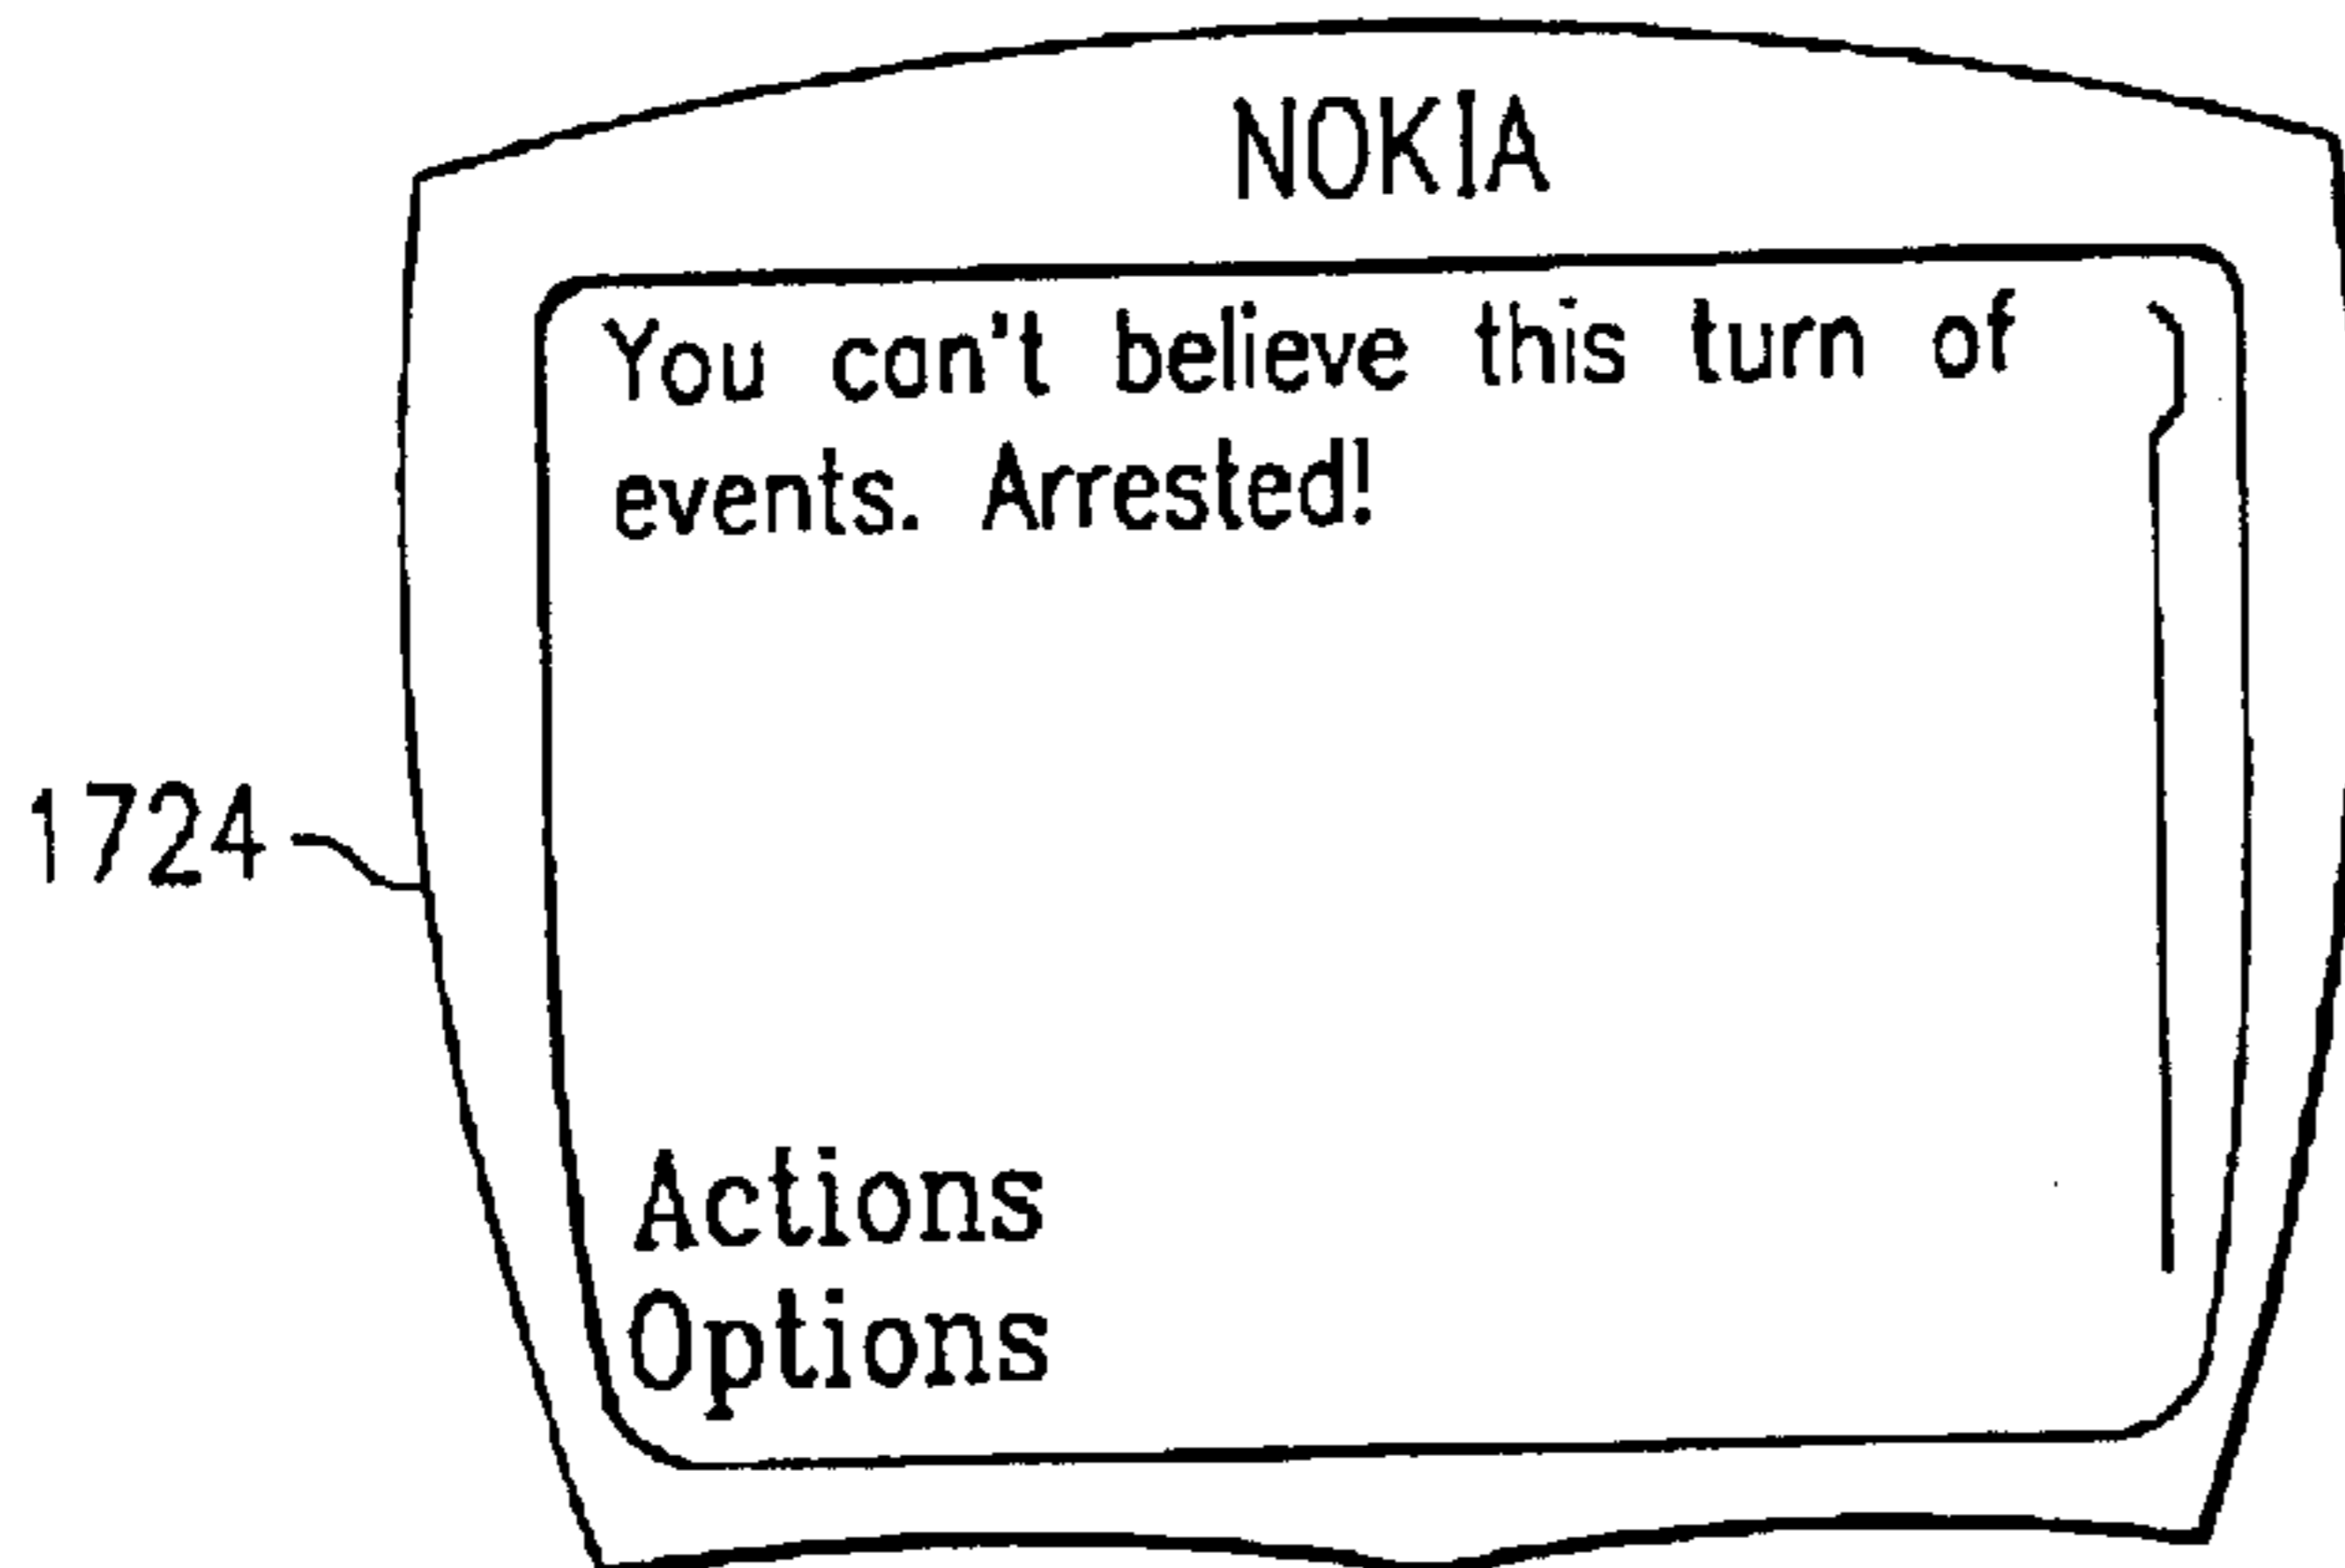 NOKIA
You can't believe this turn of
events. Arrested!
1724
Actions
Options